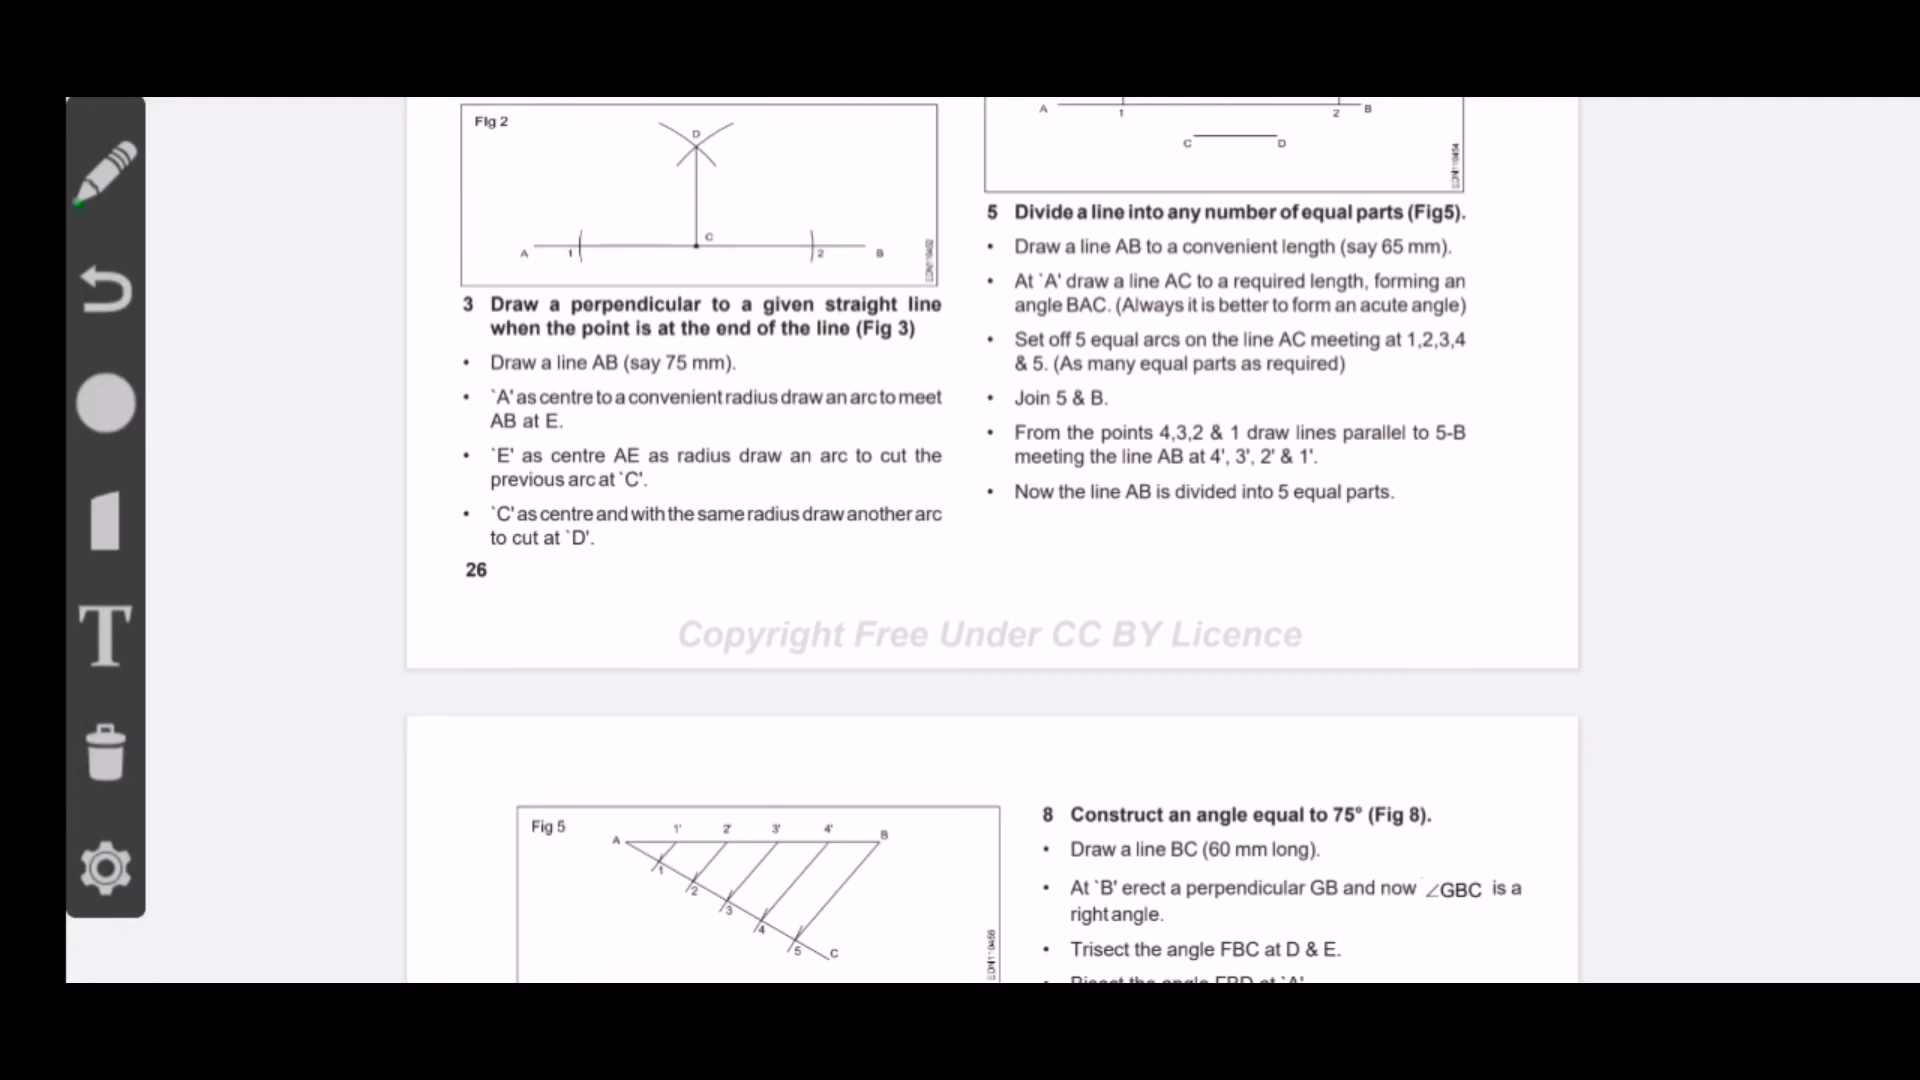 Fig 2
D
C
A
1
2
B
3 Draw a perpendicular to a given straight line
when the point is at the end of the line (Fig 3)
• Draw a line AB (say 75 mm).
• `A' as centre to a convenient radius draw an arc to meet
AB at E.
• `E' as centre AE as radius draw an arc to cut the
previous arc at `C'.
• `C' as centre and with the same radius draw another arc
to cut at `D'.
26
A
1
2
B
C
D
5 Divide a line into any number of equal parts (Fig5).
• Draw a line AB to a convenient length (say 65 mm).
• At `A' draw a line AC to a required length, forming an
angle BAC. (Always it is better to form an acute angle)
• Set off 5 equal arcs on the line AC meeting at 1,2,3,4
& 5. (As many equal parts as required)
• Join 5 & B.
• From the points 4,3,2 & 1 draw lines parallel to 5-B
meeting the line AB at 4', 3', 2' & 1'.
• Now the line AB is divided into 5 equal parts.
Copyright Free Under CC BY Licence
Fig 5
A
1'
2'
3'
4'
B
1
2
3
4
5
C
8 Construct an angle equal to 75° (Fig 8).
• Draw a line BC (60 mm long).
• At `B' erect a perpendicular GB and now ∠GBC is a
right angle.
• Trisect the angle FBC at D & E.
• Bisect the angle FBD at `A'
T